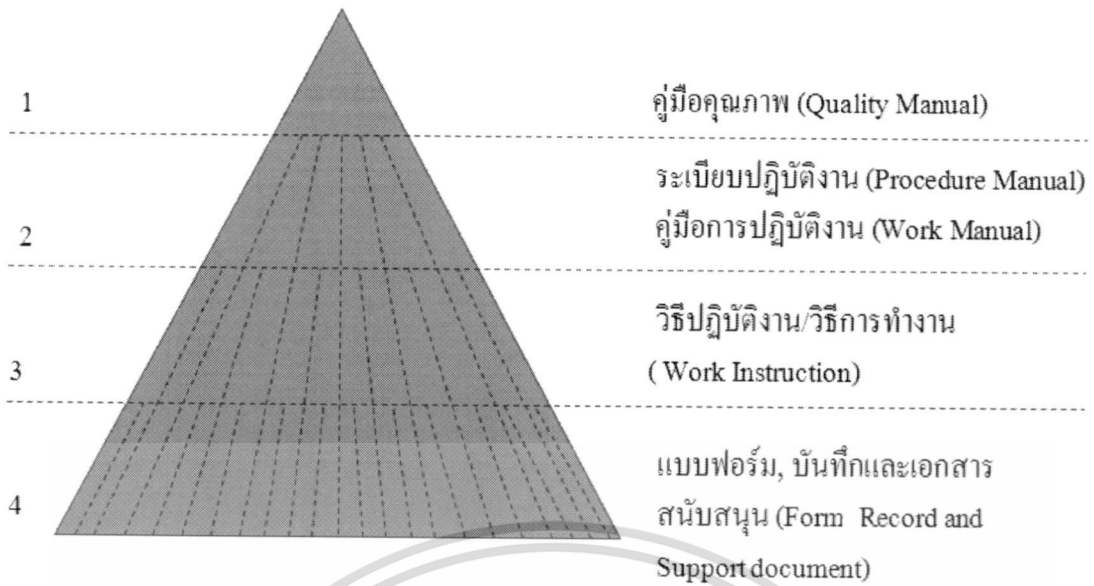 1
คู่มือคุณภาพ (Quality Manual)
ระเบียบปฏิบัติงาน (Procedure Manual)
2
คู่มือการปฏิบัติงาน (Work Manual)
วิธีปฏิบัติงาน/วิธีการทำงาน
3
( Work Instruction)
แบบฟอร์ม, บันทึกและเอกสาร
4
สนับสนุน (Form Record and
Support document)